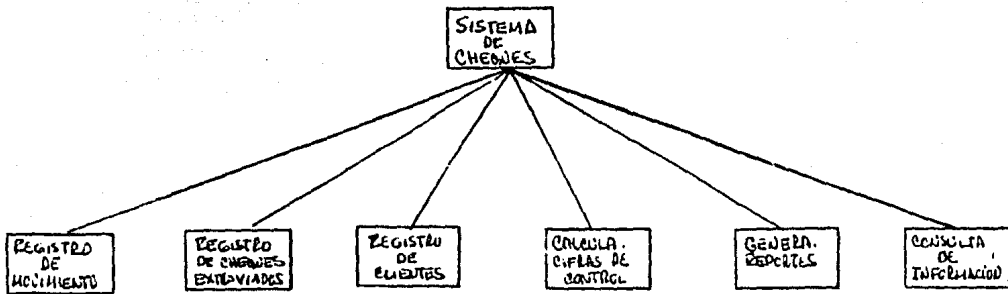 SISTEMA
DE
CHEQUES
REGISTRO
DE
MOVIMIENTO
REGISTRO
DE CHEQUES
EXTRAVIADOS
REGISTRO
DE
CLIENTES
CALCULA
CIFRAS DE
CONTROL
GENERA
REPORTES
CONSULTA
DE
INFORMACION